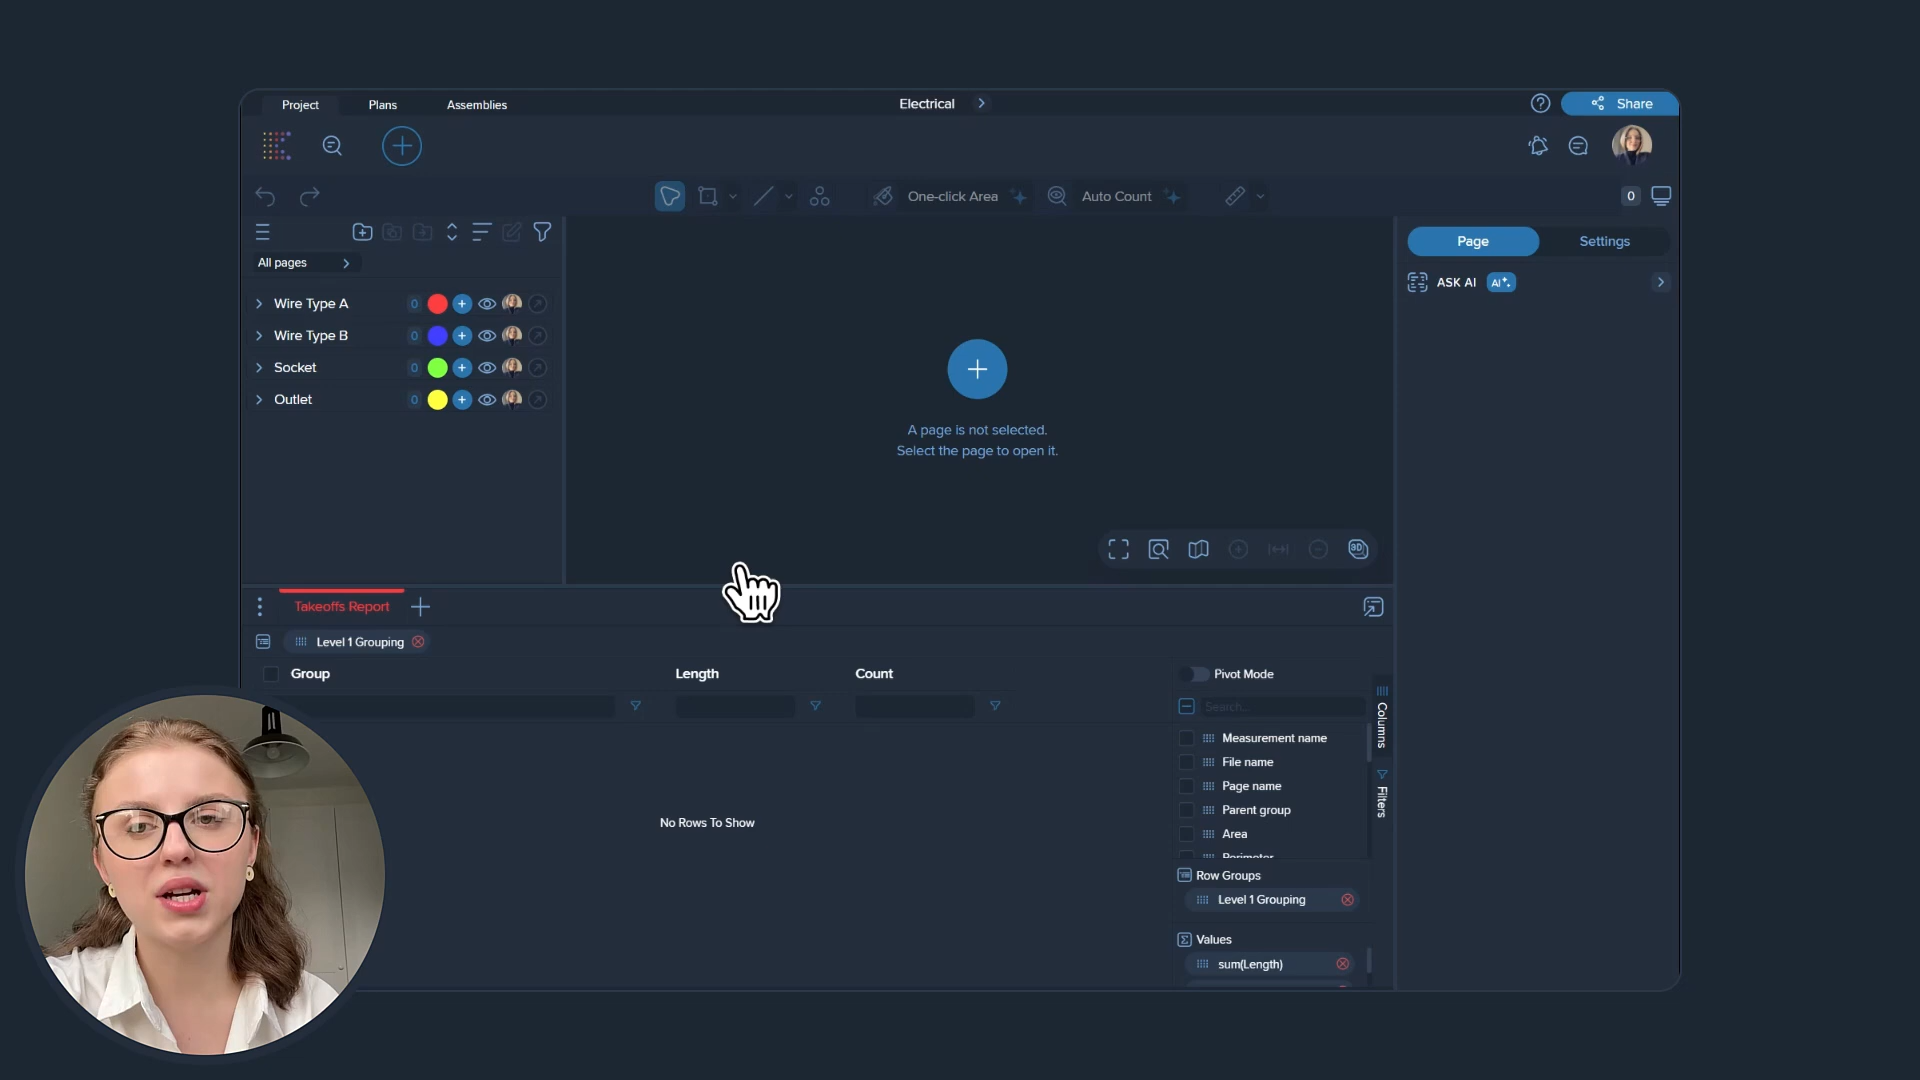 Project
Plans
Assemblies
Electrical
Share
One-click Area
Auto Count
0
All pages
Page
Settings
ASK AI
AI
Wire Type A
0
Wire Type B
0
Socket
0
Outlet
0
A page is not selected.
Select the page to open it.
3D
Takeoffs Report
Level 1 Grouping
Group
Length
Count
Pivot Mode
Search...
Measurement name
File name
Page name
Parent group
Area
Perimeter
Columns
Filters
No Rows To Show
Row Groups
Level 1 Grouping
Values
sum(Length)